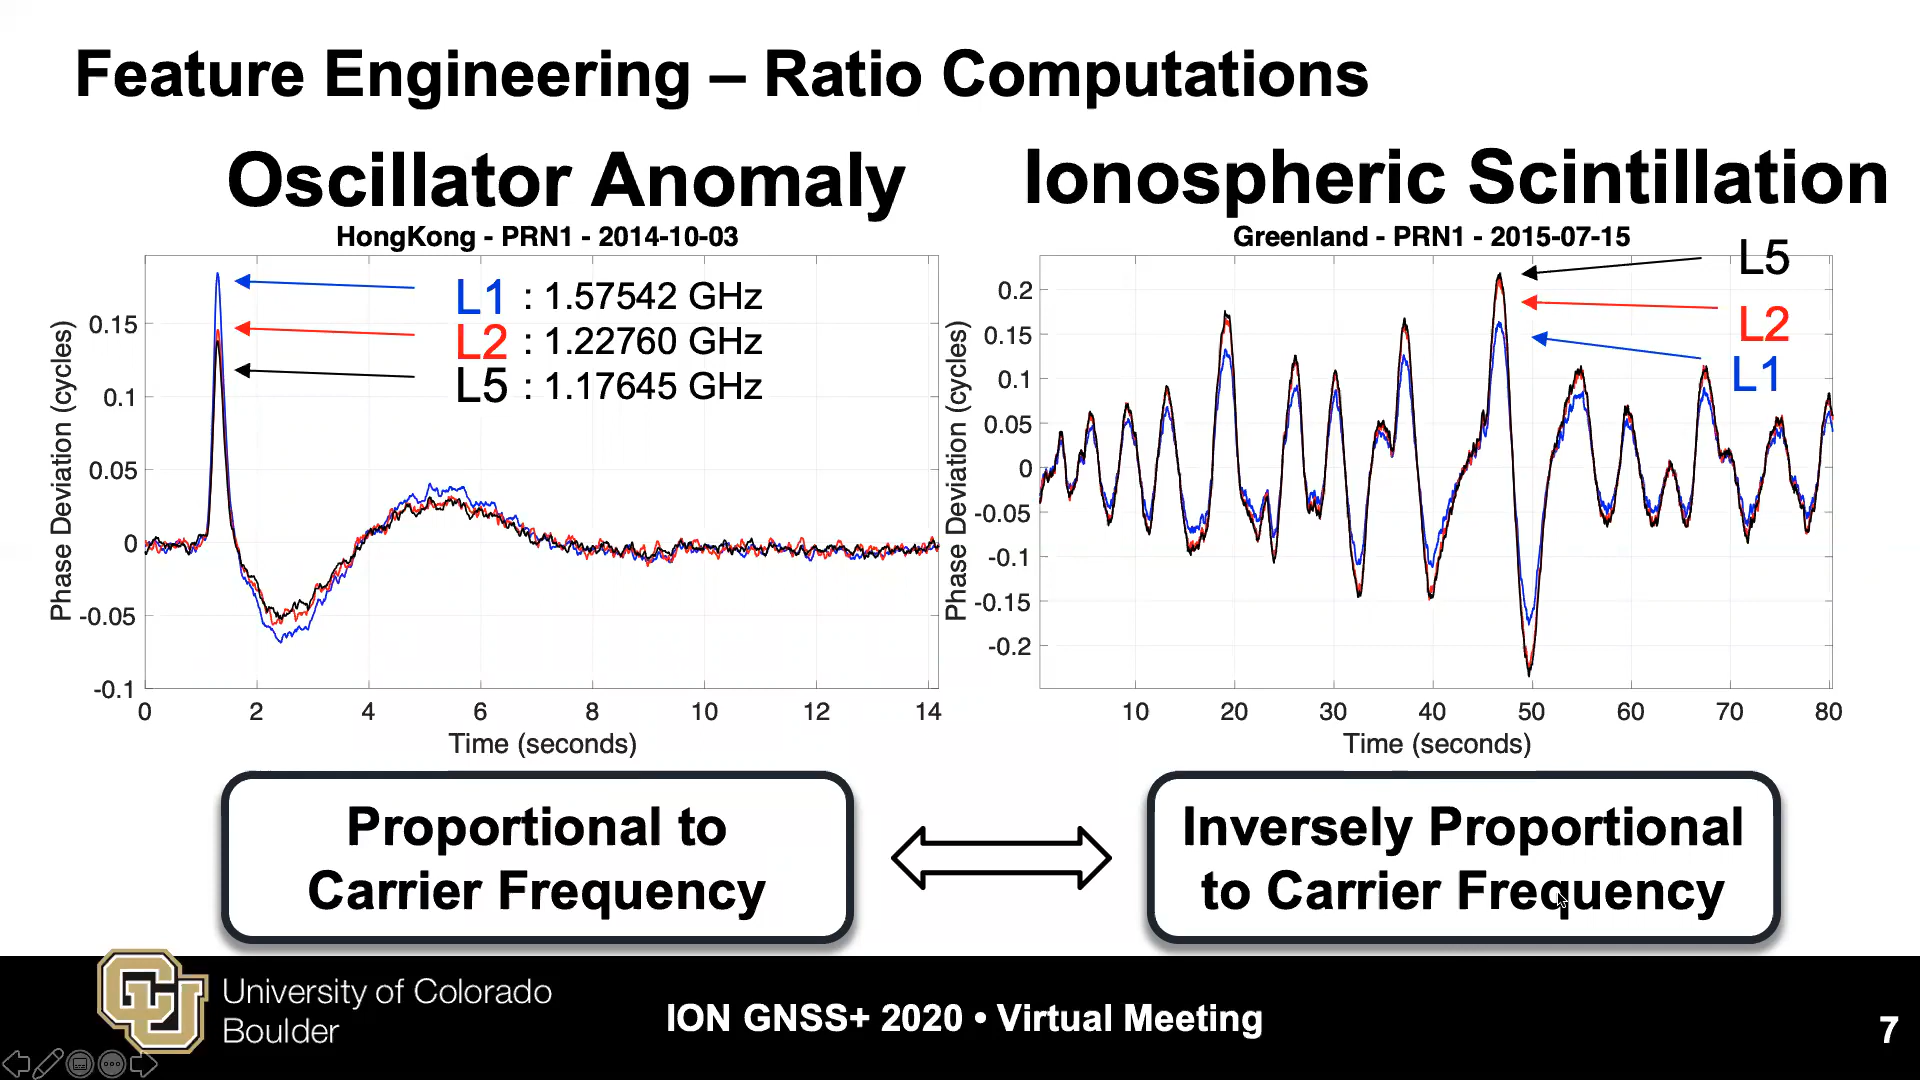 Feature Engineering – Ratio Computations
Oscillator Anomaly
HongKong - PRN1 - 2014-10-03
L1 : 1.57542 GHz
L2 : 1.22760 GHz
L5 : 1.17645 GHz
Phase Deviation (cycles)
0.15
0.1
0.05
0
-0.05
-0.1
0 2 4 6 8 10 12 14
Time (seconds)
Ionospheric Scintillation
Greenland - PRN1 - 2015-07-15
L5
L2
L1
Phase Deviation (cycles)
0.2
0.15
0.1
0.05
0
-0.05
-0.1
-0.15
-0.2
10 20 30 40 50 60 70 80
Time (seconds)
Proportional to
Carrier Frequency
Inversely Proportional
to Carrier Frequency
CU
University of Colorado
Boulder
ION GNSS+ 2020 • Virtual Meeting
7